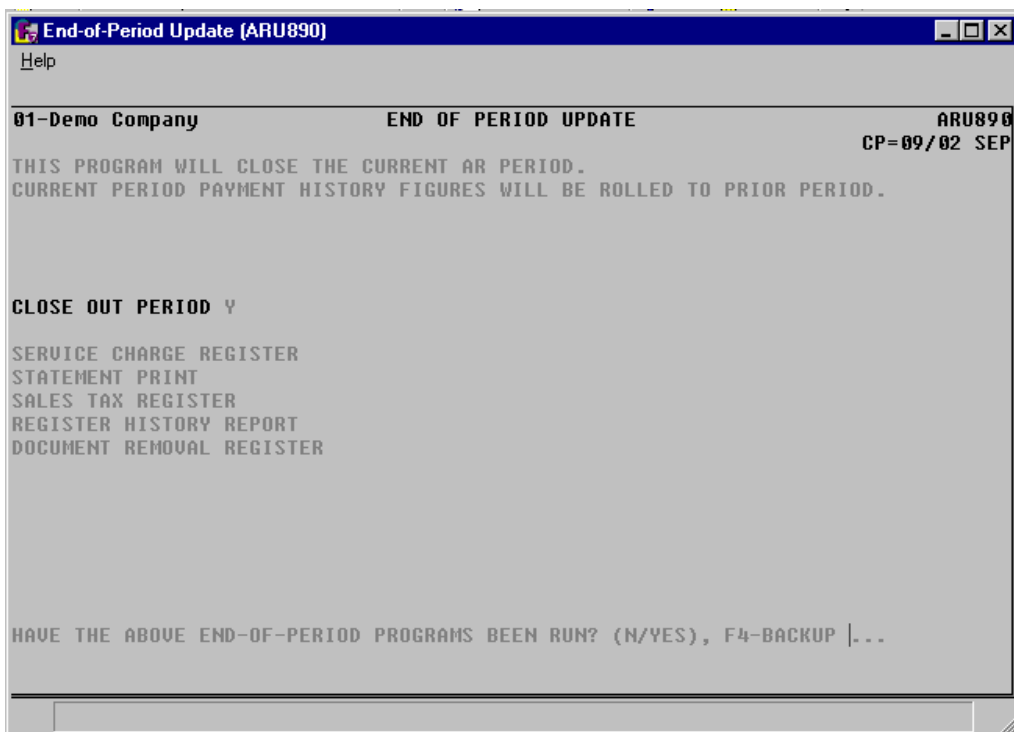 End-of-Period Update (ARU890)
Help
01-Demo Company END OF PERIOD UPDATE ARU890
CP=09/02 SEP
THIS PROGRAM WILL CLOSE THE CURRENT AR PERIOD.
CURRENT PERIOD PAYMENT HISTORY FIGURES WILL BE ROLLED TO PRIOR PERIOD.
CLOSE OUT PERIOD Y
SERVICE CHARGE REGISTER
STATEMENT PRINT
SALES TAX REGISTER
REGISTER HISTORY REPORT
DOCUMENT REMOVAL REGISTER
HAVE THE ABOVE END-OF-PERIOD PROGRAMS BEEN RUN? (N/YES), F4-BACKUP ...